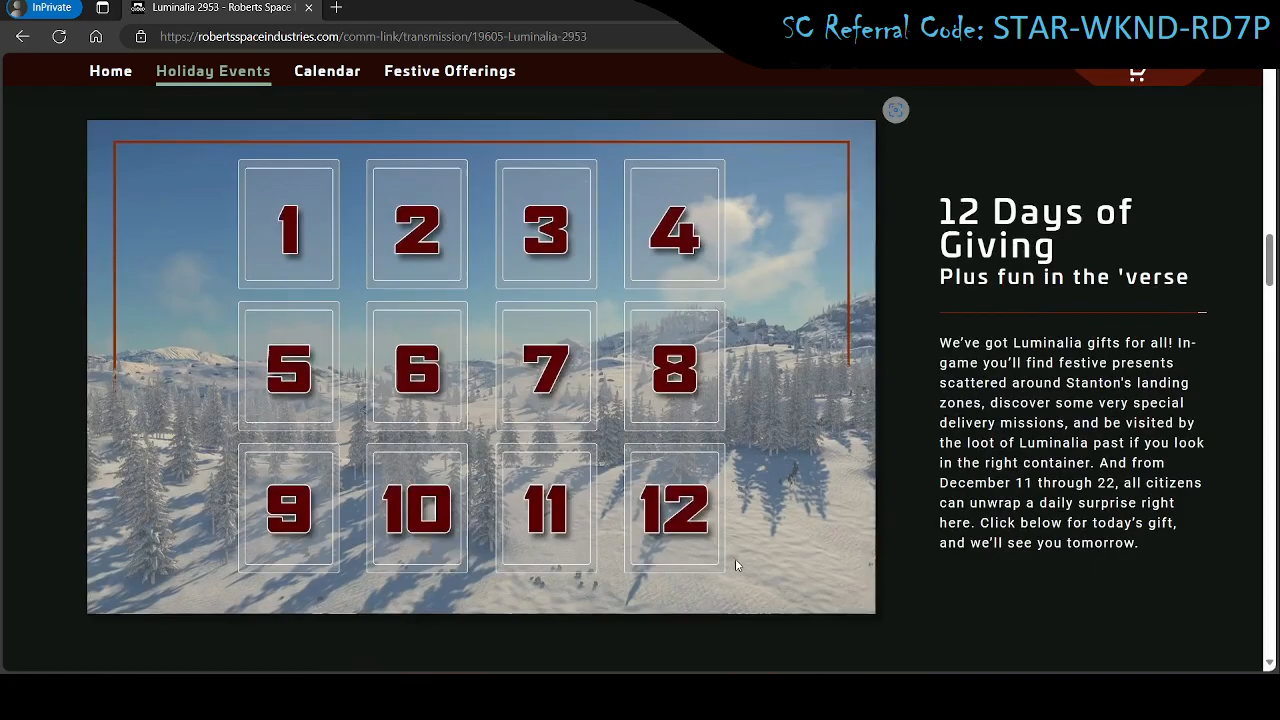 InPrivate
Luminalia 2953 - Roberts Space
SC Referral Code: STAR-WKND-RD7P
https://robertsspaceindustries.com/comm-link/transmission/19605-Luminalia-2953
Home Holiday Events Calendar Festive Offerings
1 2 3 4
5 6 7 8
9 10 11 12
12 Days of
Giving
Plus fun in the 'verse
We've got Luminalia gifts for all! In-
game you'll find festive presents
scattered around Stanton's landing
zones, discover some very special
delivery missions, and be visited by
the loot of Luminalia past if you look
in the right container. And from
December 11 through 22, all citizens
can unwrap a daily surprise right
here. Click below for today's gift,
and we'll see you tomorrow.